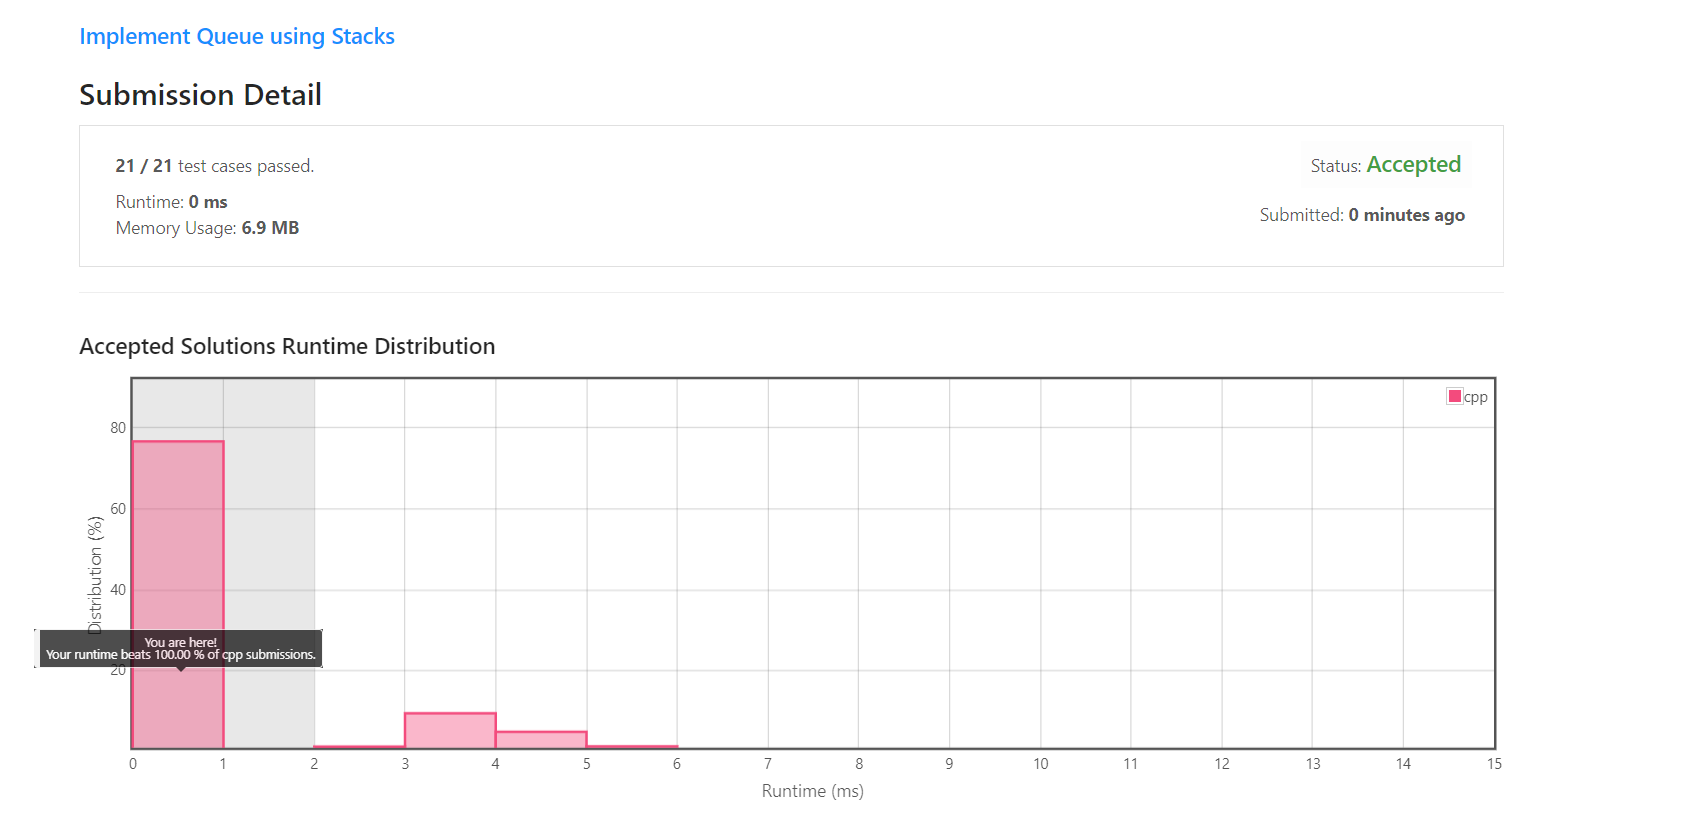 Implement Queue using Stacks
Submission Detail
21 / 21 test cases passed.
Status: Accepted
Runtime: 0 ms
Submitted: 0 minutes ago
Memory Usage: 6.9 MB
Accepted Solutions Runtime Distribution
cpp
80
60
40
20
Distribution (%)
You are here!
Your runtime beats 100.00 % of cpp submissions.
0 1 2 3 4 5 6 7 8 9 10 11 12 13 14 15
Runtime (ms)